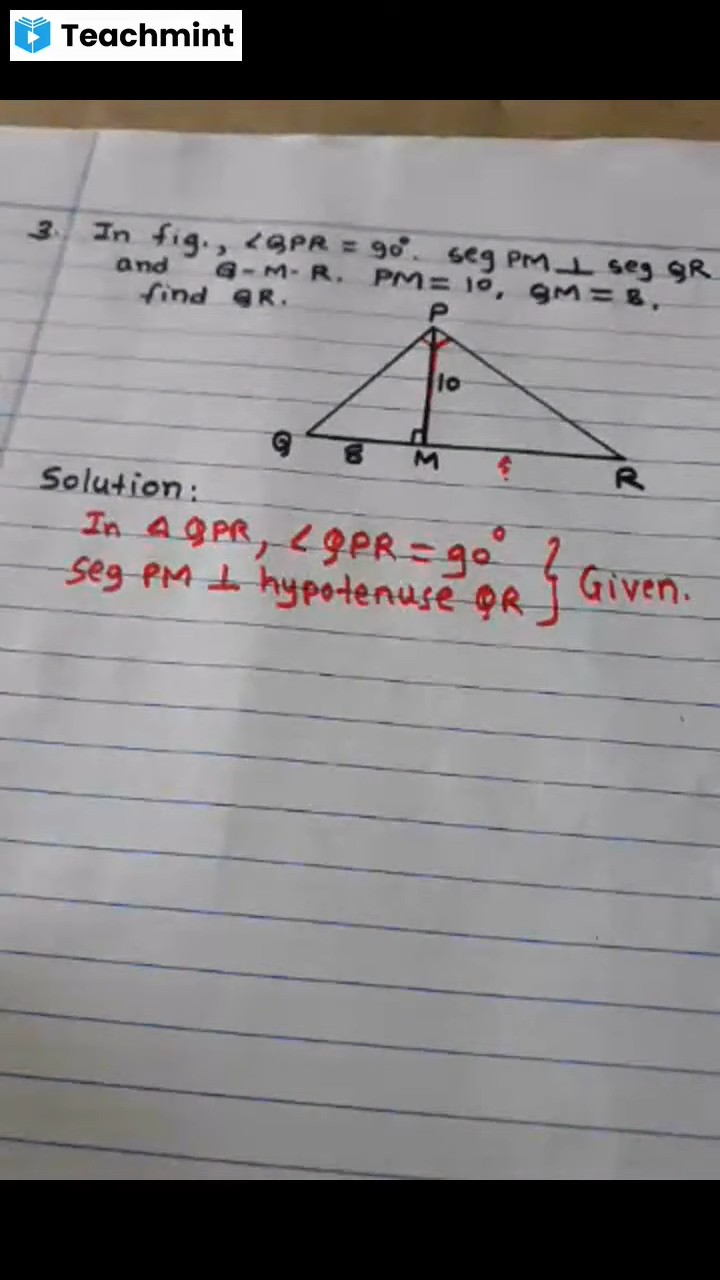 Teachmint
3. In fig., ∠QPR = 90°. seg PM ⊥ seg QR
and Q-M-R. PM = 10, QM = 8.
find QR.
P
10
Q 8 M ? R
Solution:
In △QPR, ∠QPR = 90° } Given.
seg PM ⊥ hypotenuse QR